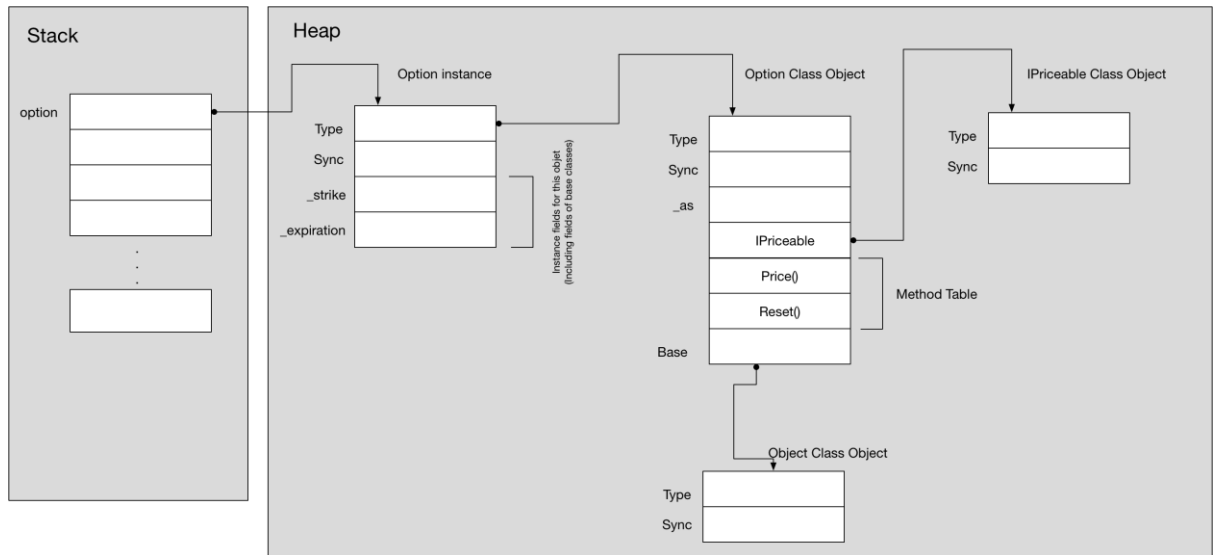 Stack
option
.
.
.
Heap
Option instance
Type
Sync
_strike
_expiration
Instance fields for this objet
(Including fields of base classes)
Option Class Object
Type
Sync
_as
IPriceable
Price()
Reset()
Method Table
Base
IPriceable Class Object
Type
Sync
Object Class Object
Type
Sync